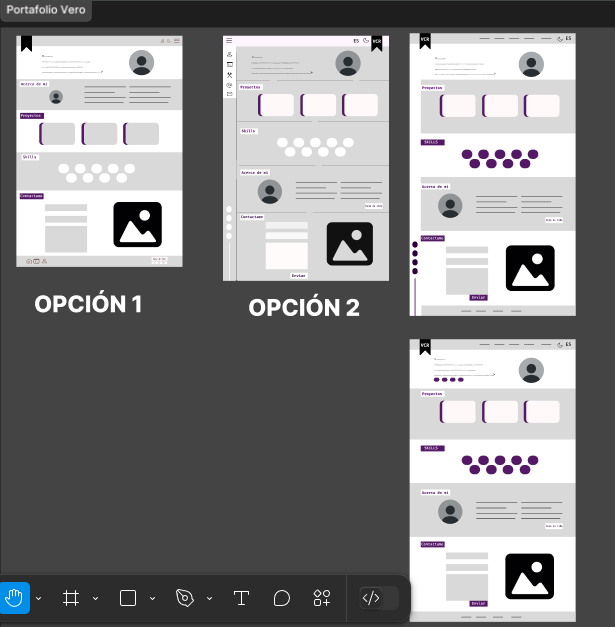 Portafolio Vero
Acerca de mi
Proyectos
Skills
Contactame
OPCIÓN 1
ES
VCR
Proyectos
Skills
Acerca de mi
Contactame
Enviar
OPCIÓN 2
VCR
ES
Proyectos
SKILLS
Acerca de mi
Contactame
Enviar
VCR
ES
Proyectos
SKILLS
Acerca de mi
Contactame
Enviar